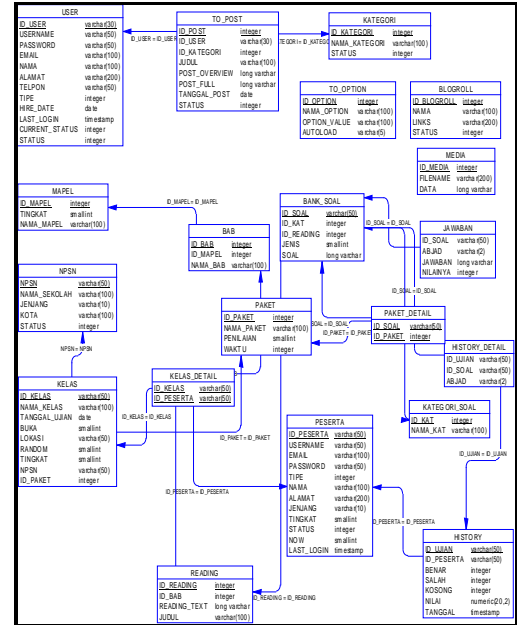 USER
ID_USER varchar(30)
USERNAME varchar(50)
PASSWORD varchar(50)
EMAIL varchar(100)
NAMA varchar(100)
ALAMAT varchar(200)
TELPON varchar(50)
TIPE integer
HIRE_DATE date
LAST_LOGIN timestamp
CURRENT_STATUS integer
STATUS integer
ID_USER = ID_USER
TO_POST
ID_POST integer
ID_USER varchar(30)
ID_KATEGORI integer
JUDUL varchar(100)
POST_OVERVIEW long varchar
POST_FULL long varchar
TANGGAL_POST date
STATUS integer
KATEGORI
ID_KATEGORI integer
NAMA_KATEGORI varchar(100)
STATUS integer
TO_OPTION
ID_OPTION integer
NAMA_OPTION varchar(100)
OPTION_VALUE varchar(100)
AUTOLOAD varchar(5)
BLOGROLL
ID_BLOGROLL integer
NAMA varchar(100)
LINKS varchar(200)
STATUS integer
MEDIA
ID_MEDIA integer
FILENAME varchar(200)
DATA long varchar
MAPEL
ID_MAPEL integer
TINGKAT smallint
NAMA_MAPEL varchar(100)
ID_MAPEL = ID_MAPEL
BAB
ID_BAB integer
ID_MAPEL integer
NAMA_BAB varchar(100)
BANK_SOAL
ID_SOAL varchar(50)
ID_KAT integer
ID_READING integer
JENIS smallint
SOAL long varchar
ID_SOAL = ID_SOAL
JAWABAN
ID_SOAL varchar(50)
ABJAD varchar(2)
JAWABAN long varchar
NILAINYA integer
ID_SOAL = ID_SOAL
NPSN
NPSN varchar(50)
NAMA_SEKOLAH varchar(100)
JENJANG varchar(10)
KOTA varchar(100)
STATUS integer
NPSN = NPSN
PAKET
ID_PAKET integer
NAMA_PAKET varchar(100)
PENILAIAN smallint
WAKTU integer
SOAL = ID_SOAL
ID_PAKET = ID_PAKET
PAKET_DETAIL
ID_SOAL varchar(50)
ID_PAKET integer
HISTORY_DETAIL
ID_UJIAN varchar(50)
ID_SOAL varchar(50)
ABJAD varchar(2)
KELAS
ID_KELAS varchar(50)
NAMA_KELAS varchar(100)
TANGGAL_UJIAN date
BUKA smallint
LOKASI varchar(50)
RANDOM smallint
TINGKAT smallint
NPSN varchar(50)
ID_PAKET integer
KELAS_DETAIL
ID_KELAS varchar(50)
ID_PESERTA varchar(50)
ID_KELAS = ID_KELAS
ID_PAKET = ID_PAKET
KATEGORI_SOAL
ID_KAT integer
NAMA_KAT varchar(100)
PESERTA
ID_PESERTA varchar(50)
USERNAME varchar(50)
EMAIL varchar(100)
PASSWORD varchar(50)
TIPE integer
NAMA varchar(100)
ALAMAT varchar(200)
JENJANG varchar(10)
TINGKAT smallint
STATUS integer
NOW smallint
LAST_LOGIN timestamp
ID_PESERTA = ID_PESERTA
ID_UJIAN = ID_UJIAN
ID_PESERTA = ID_PESERTA
HISTORY
ID_UJIAN varchar(50)
ID_PESERTA varchar(50)
BENAR integer
SALAH integer
KOSONG integer
NILAI numeric(20,2)
TANGGAL timestamp
READING
ID_READING integer
ID_BAB integer
READING_TEXT long varchar
JUDUL varchar(100)
ID_READING = ID_READING